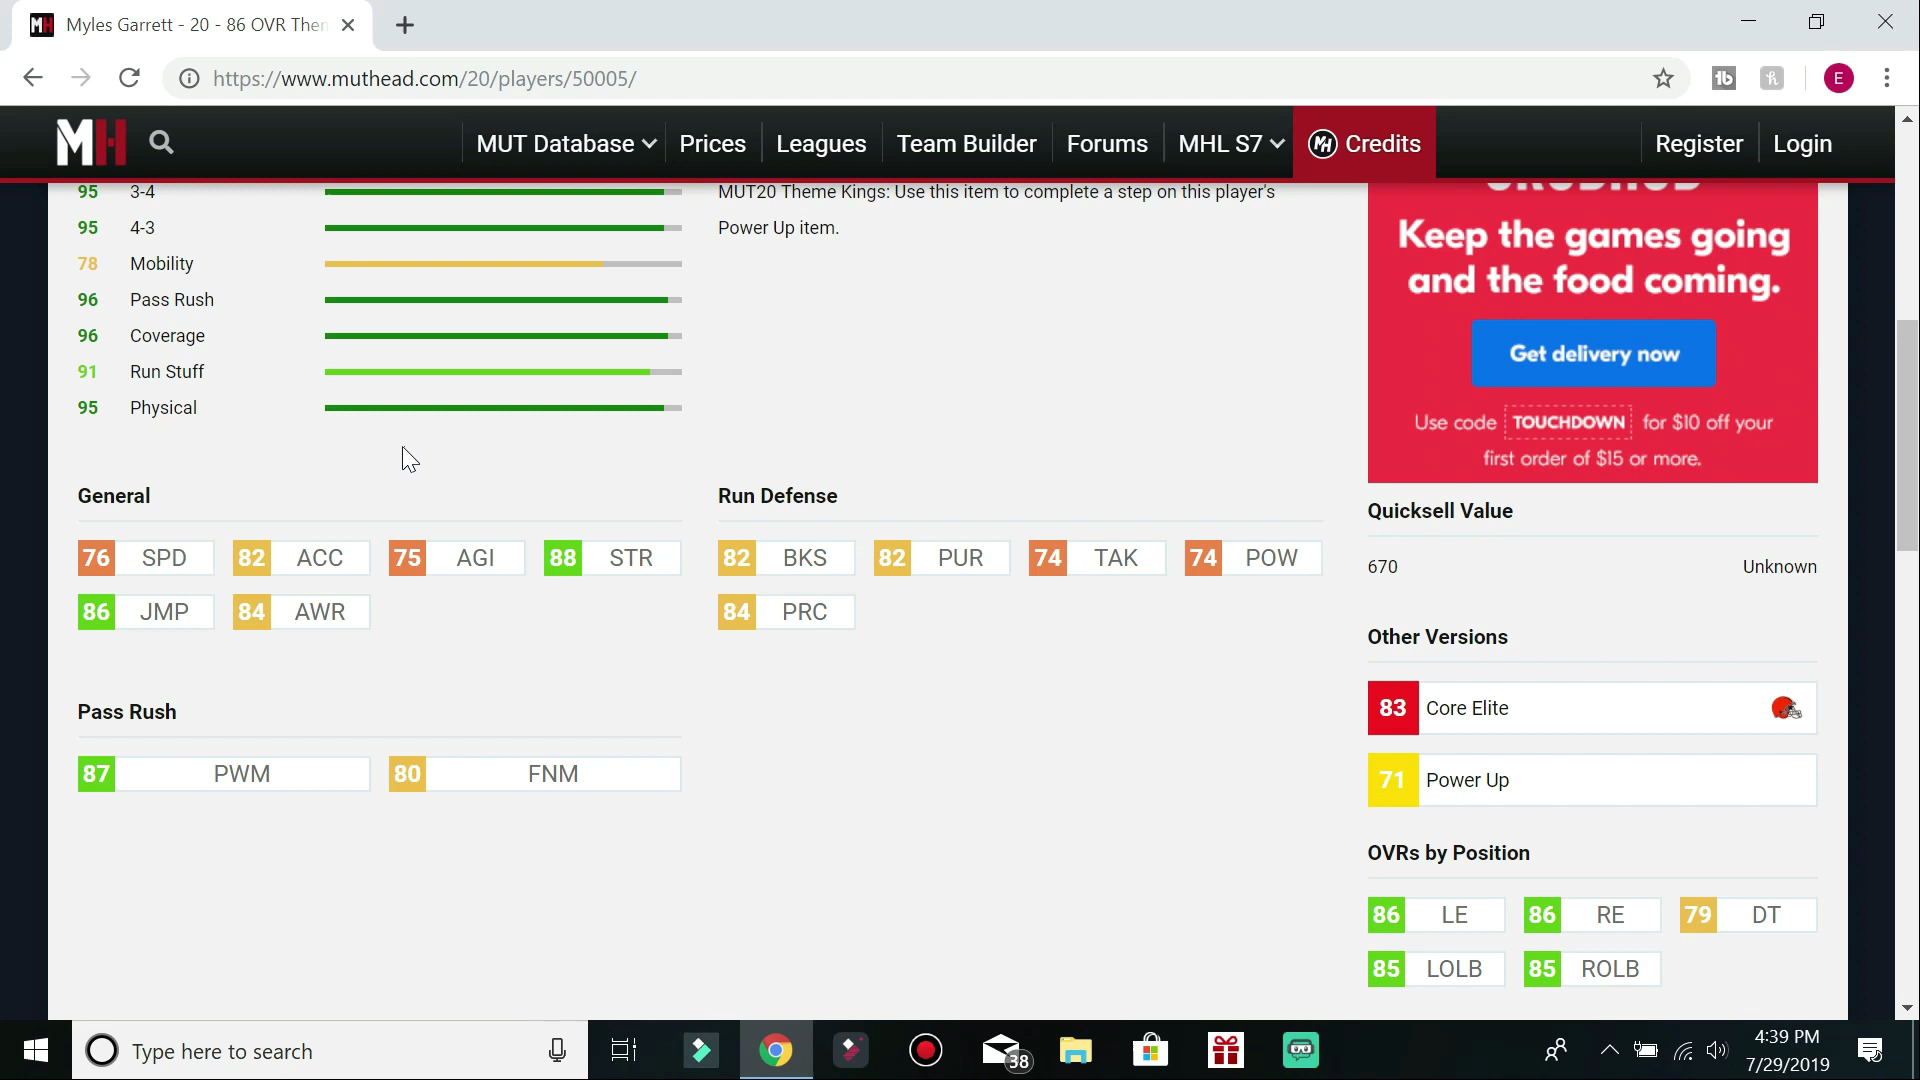 Myles Garrett - 20 - 86 OVR Ther
https://www.muthead.com/20/players/50005/
E
MH
MUT Database
Prices
Leagues
Team Builder
Forums
MHL S7
Credits
Register
Login
95 3-4
95 4-3
78 Mobility
96 Pass Rush
96 Coverage
91 Run Stuff
95 Physical
MUT20 Theme Kings: Use this item to complete a step on this player's
Power Up item.
Keep the games going
and the food coming.
Get delivery now
Use code TOUCHDOWN for $10 off your
first order of $15 or more.
General
76 SPD 82 ACC 75 AGI 88 STR
86 JMP 84 AWR
Run Defense
82 BKS 82 PUR 74 TAK 74 POW
84 PRC
Pass Rush
87 PWM 80 FNM
Quicksell Value
670 Unknown
Other Versions
83 Core Elite
71 Power Up
OVRs by Position
86 LE 86 RE 79 DT
85 LOLB 85 ROLB
Type here to search
38
4:39 PM
7/29/2019